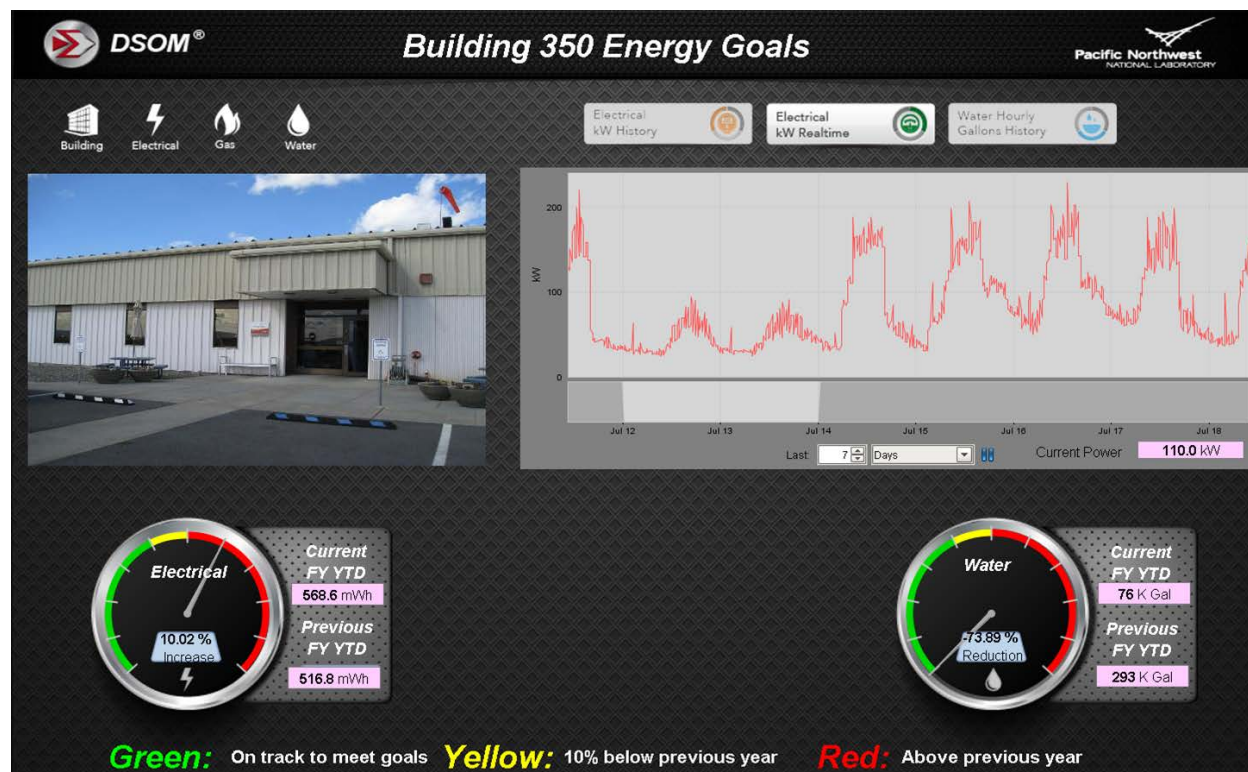 DSOM®
Building 350 Energy Goals
Pacific Northwest
NATIONAL LABORATORY
Building
Electrical
Gas
Water
Electrical
kW History
Electrical
kW Realtime
Water Hourly
Gallons History
200
100
0
kW
Jul 12
Jul 13
Jul 14
Jul 15
Jul 16
Jul 17
Jul 18
Last
7
Days
Current Power
110.0 kW
Electrical
10.02 %
Increase
Current
FY YTD
568.6 mWh
Previous
FY YTD
516.8 mWh
Water
-73.89 %
Reduction
Current
FY YTD
76 K Gal
Previous
FY YTD
293 K Gal
Green: On track to meet goals Yellow: 10% below previous year Red: Above previous year